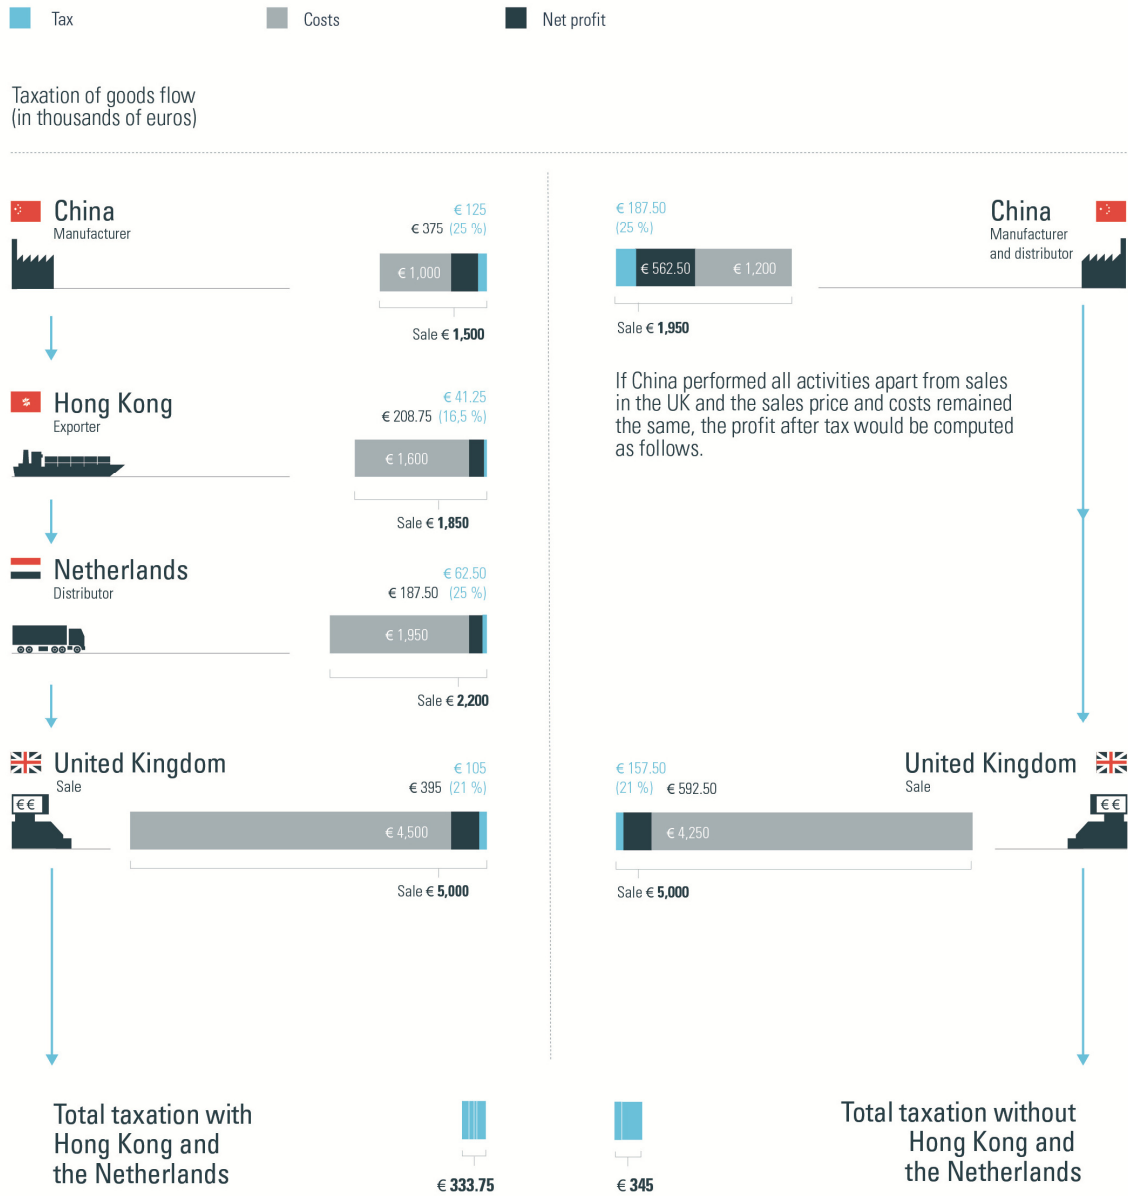 Tax
Costs
Net profit
Taxation of goods flow
(in thousands of euros)
China
Manufacturer
€ 125
€ 375 (25 %)
€ 1,000
Sale € 1,500
Hong Kong
Exporter
€ 41.25
€ 208.75 (16,5 %)
€ 1,600
Sale € 1,850
Netherlands
Distributor
€ 62.50
€ 187.50 (25 %)
€ 1,950
Sale € 2,200
United Kingdom
Sale
€ €
€ 105
€ 395 (21 %)
€ 4,500
Sale € 5,000
Total taxation with
Hong Kong and
the Netherlands
€ 333.75
€ 187.50
(25 %)
€ 562.50
€ 1,200
Sale € 1,950
China
Manufacturer
and distributor
If China performed all activities apart from sales
in the UK and the sales price and costs remained
the same, the profit after tax would be computed
as follows.
€ 157.50
(21 %) € 592.50
€ 4,250
Sale € 5,000
United Kingdom
Sale
€ €
€ 345
Total taxation without
Hong Kong and
the Netherlands